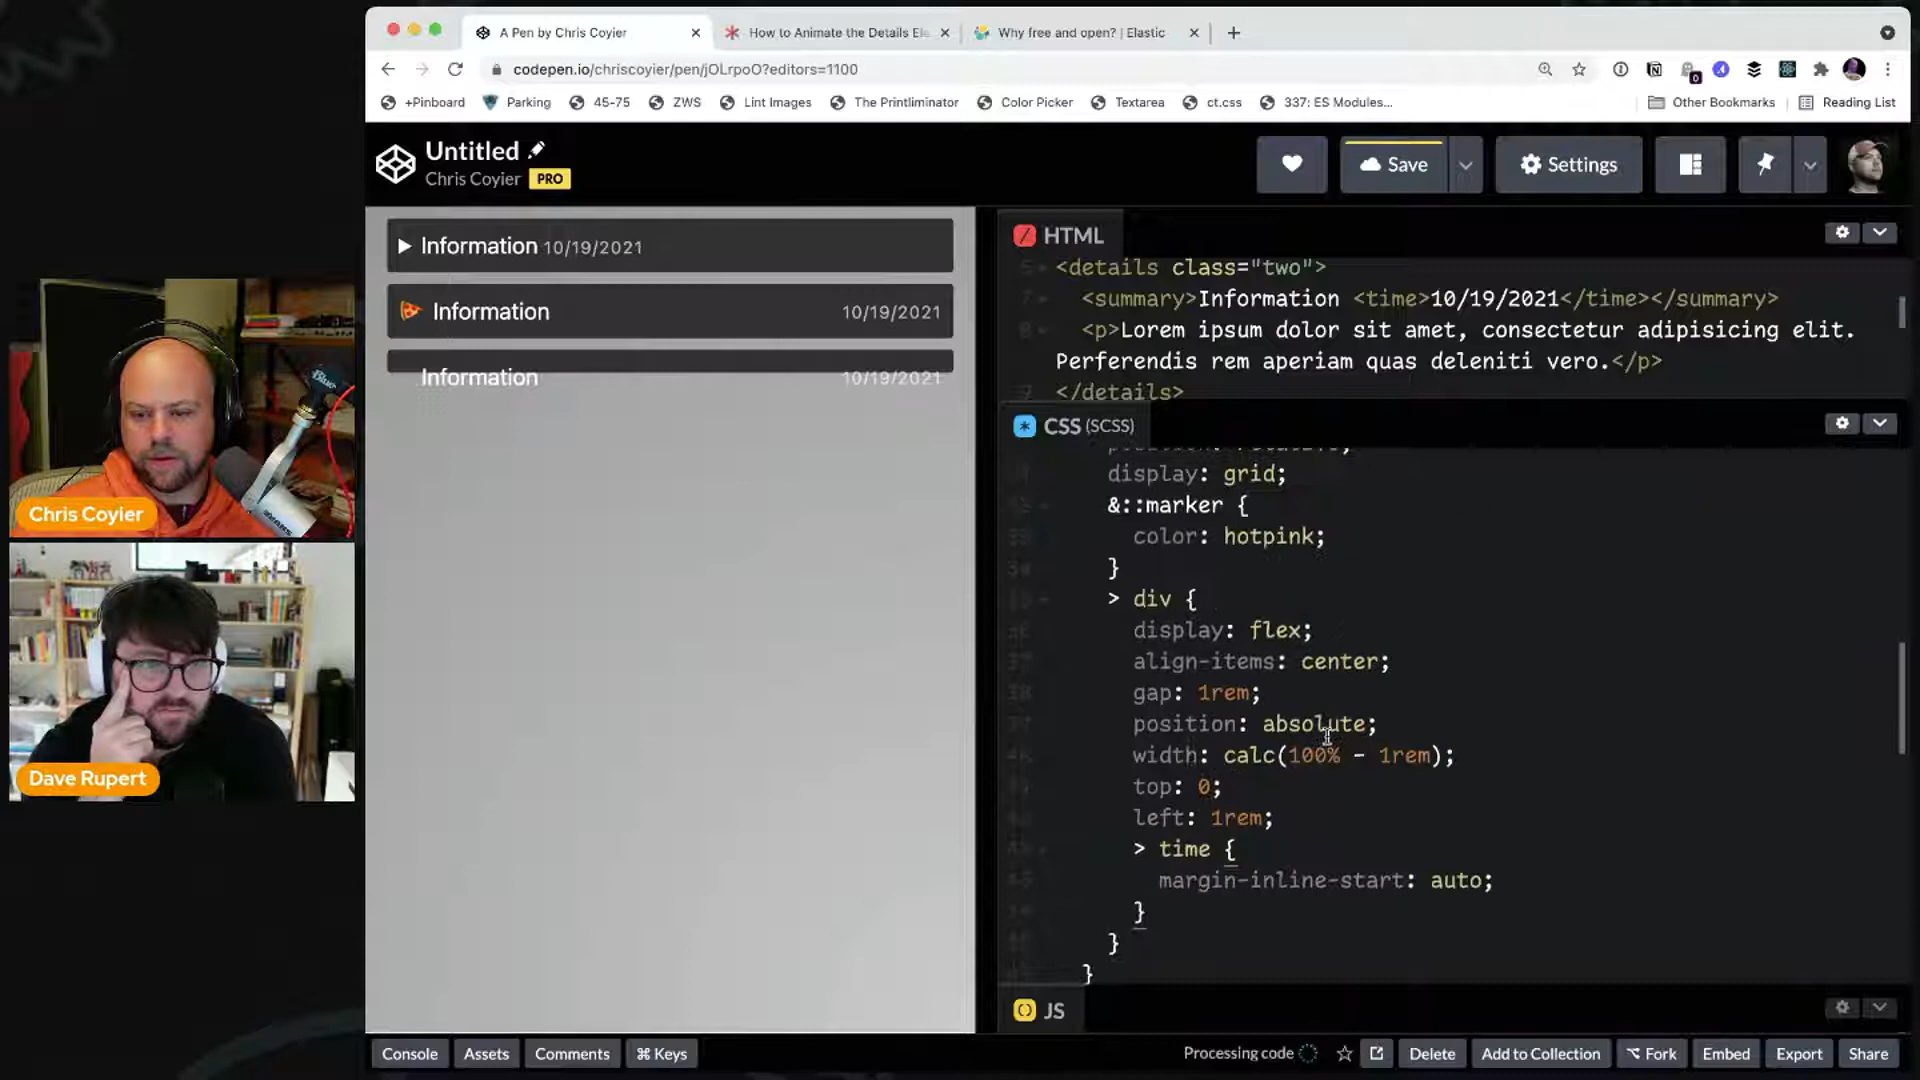 A Pen by Chris Coyier
How to Animate the Details Ele
Why free and open? | Elastic
codepen.io/chriscoyier/pen/jOLrpoO?editors=1100
0
+Pinboard
Parking
45-75
ZWS
Lint Images
The Printliminator
Color Picker
Textarea
ct.css
337: ES Modules...
Other Bookmarks
Reading List
Untitled
Chris Coyier PRO
Save
Settings
Information 10/19/2021
Information 10/19/2021
Information 10/19/2021
HTML
<details class="two">
<summary>Information <time>10/19/2021</time></summary>
<p>Lorem ipsum dolor sit amet, consectetur adipisicing elit.
Perferendis rem aperiam quas deleniti vero.</p>
</details>
CSS (SCSS)
display: grid;
&::marker {
color: hotpink;
}
> div {
display: flex;
align-items: center;
gap: 1rem;
position: absolute;
width: calc(100% - 1rem);
top: 0;
left: 1rem;
> time {
margin-inline-start: auto;
}
}
}
JS
Chris Coyier
Blue
Dave Rupert
Console
Assets
Comments
⌘ Keys
Processing code
Delete
Add to Collection
Fork
Embed
Export
Share